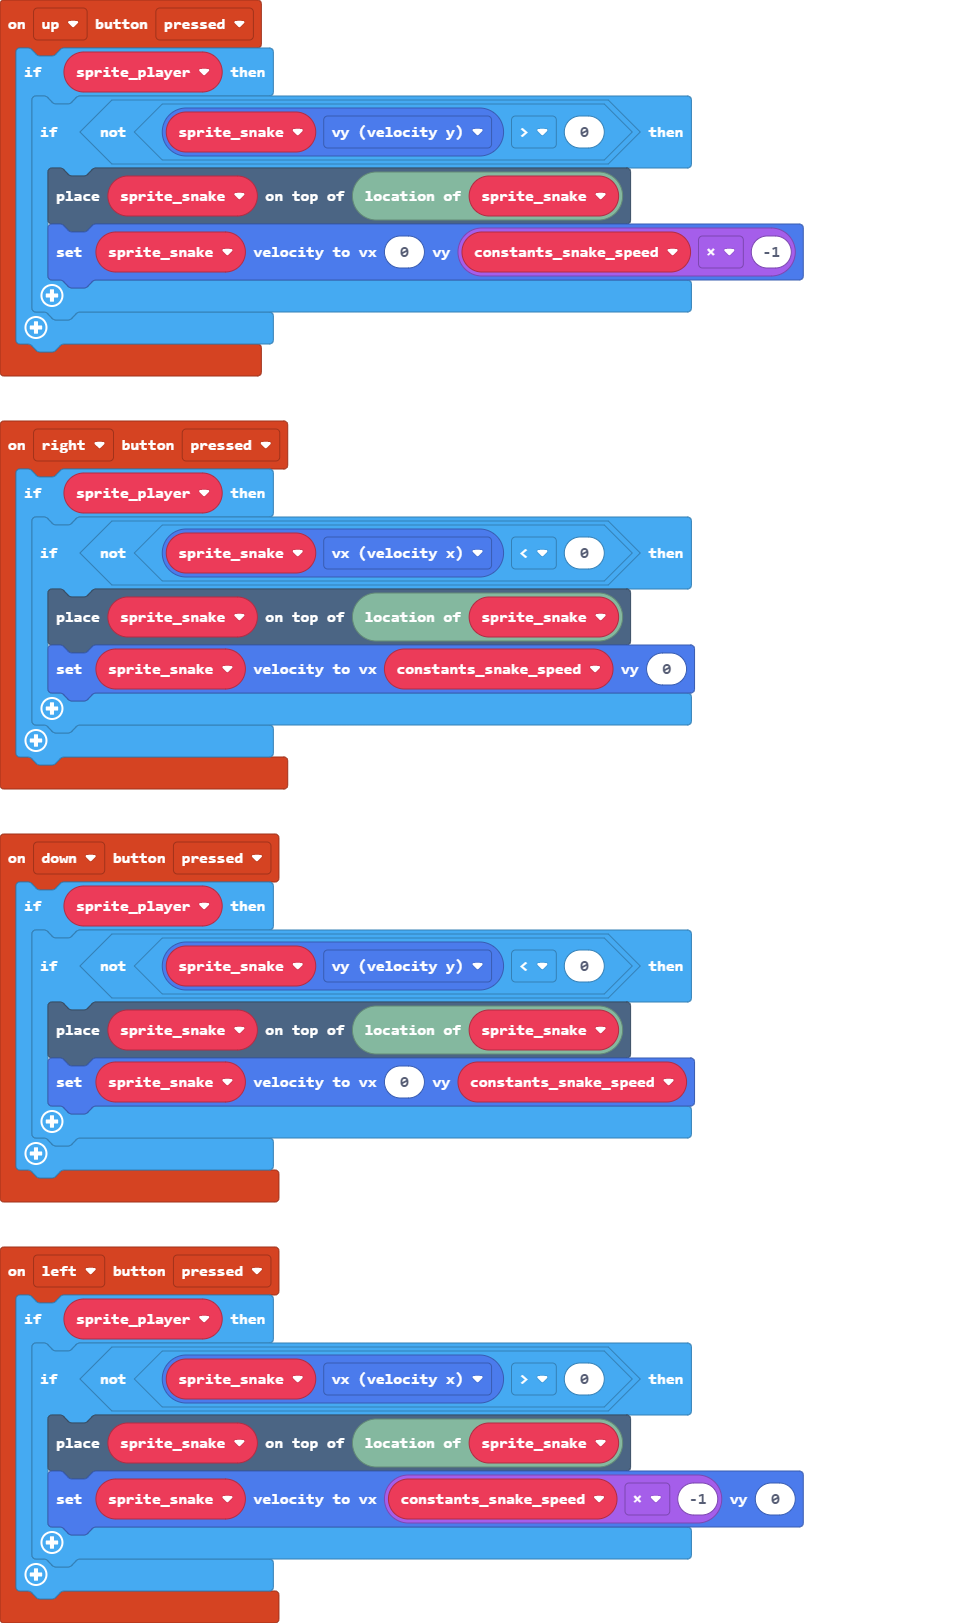 on up button pressed
if sprite_player then
if not sprite_snake vy (velocity y) > 0 then
place sprite_snake on top of location of sprite_snake
set sprite_snake velocity to vx 0 vy constants_snake_speed × -1
on right button pressed
if sprite_player then
if not sprite_snake vx (velocity x) < 0 then
place sprite_snake on top of location of sprite_snake
set sprite_snake velocity to vx constants_snake_speed vy 0
on down button pressed
if sprite_player then
if not sprite_snake vy (velocity y) < 0 then
place sprite_snake on top of location of sprite_snake
set sprite_snake velocity to vx 0 vy constants_snake_speed
on left button pressed
if sprite_player then
if not sprite_snake vx (velocity x) > 0 then
place sprite_snake on top of location of sprite_snake
set sprite_snake velocity to vx constants_snake_speed × -1 vy 0